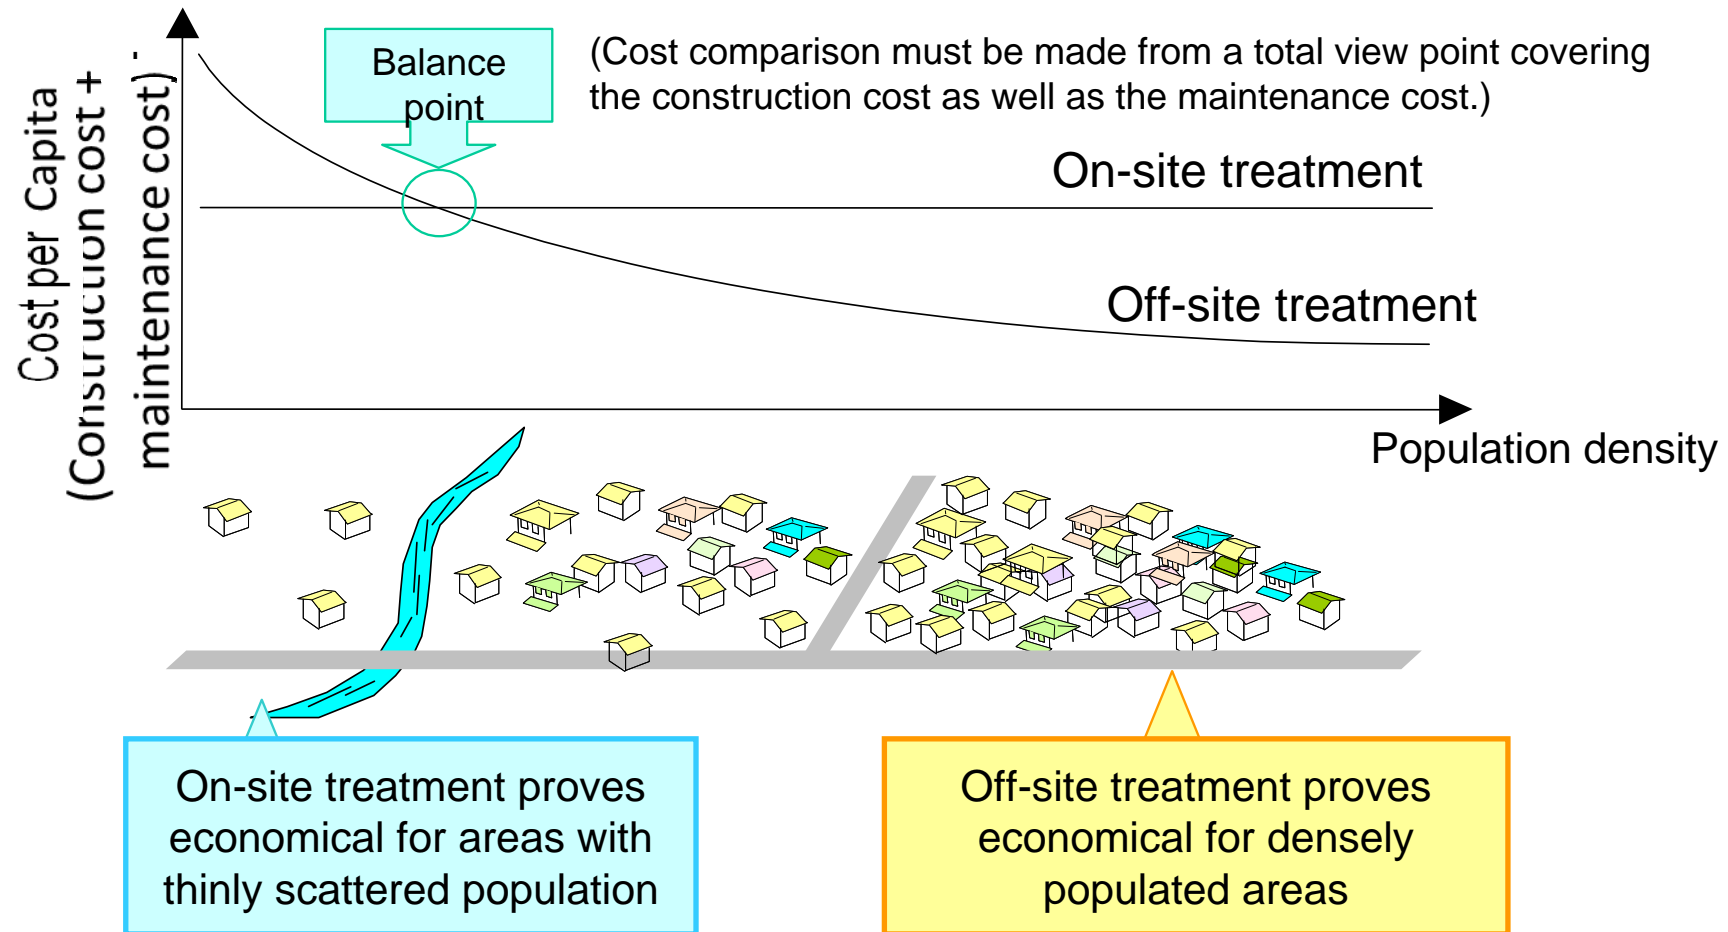 Balance
point
(Cost comparison must be made from a total view point covering
the construction cost as well as the maintenance cost.)
Cost per Capita
(Construction cost +
maintenance cost)
On-site treatment
Off-site treatment
Population density
On-site treatment proves
economical for areas with
thinly scattered population
Off-site treatment proves
economical for densely
populated areas